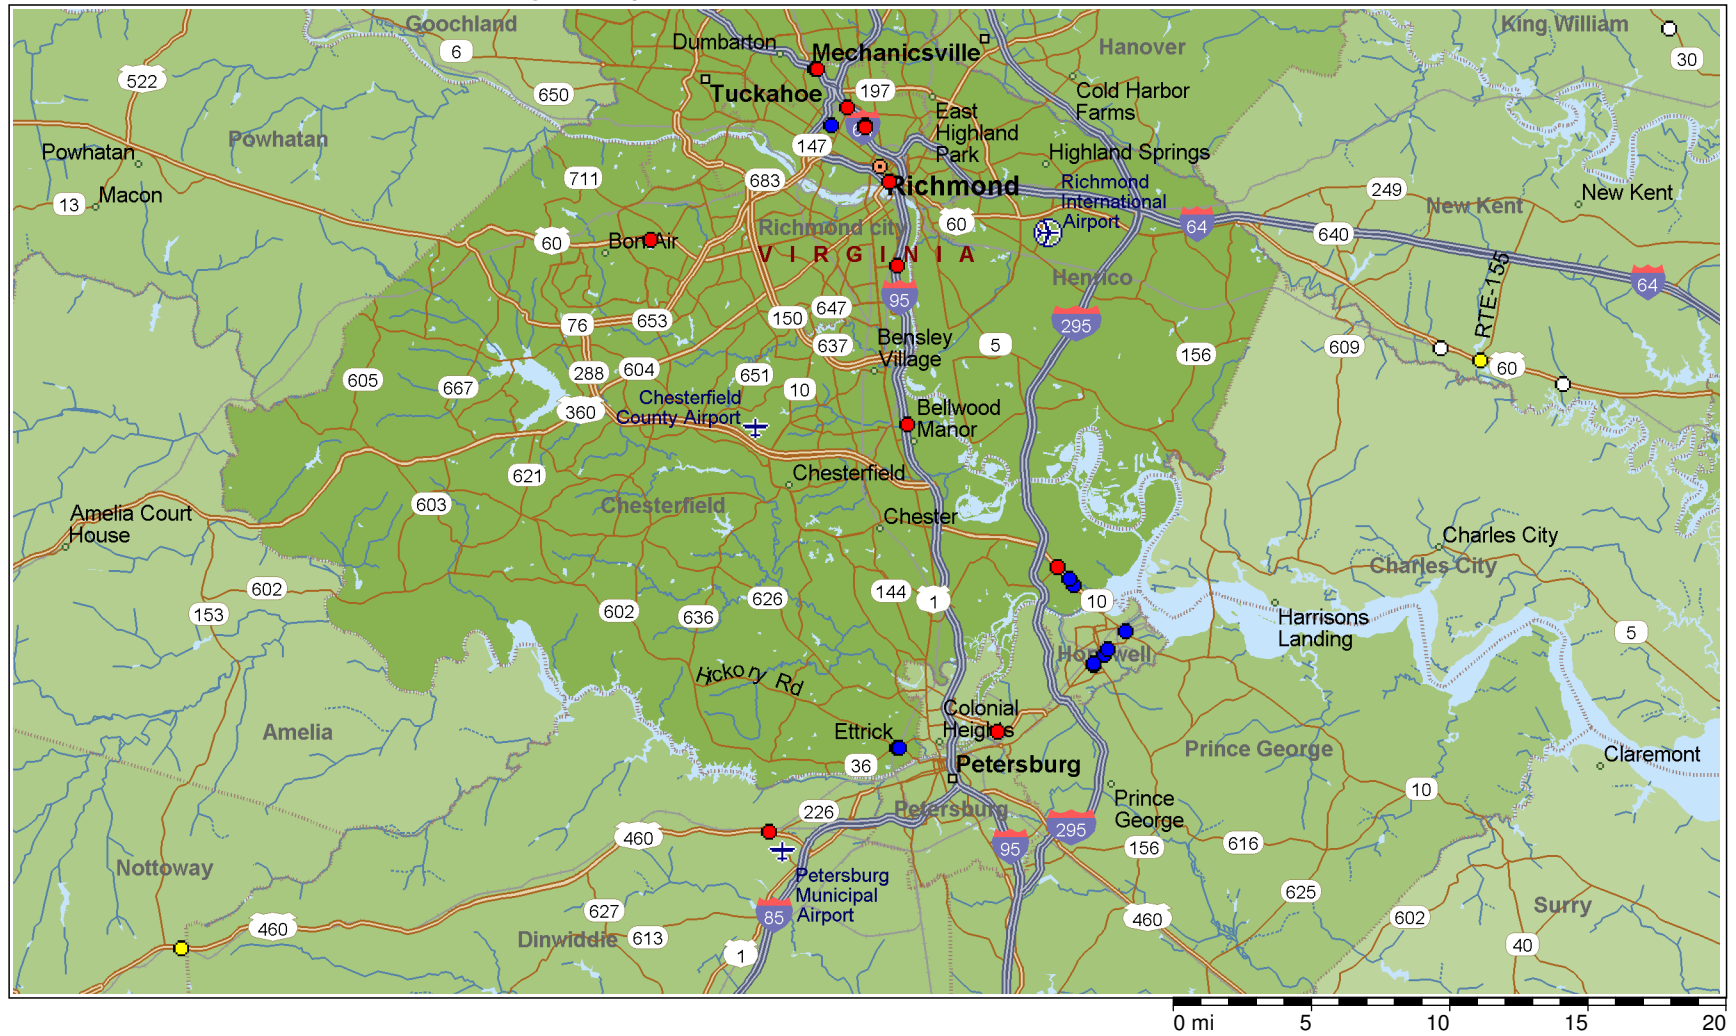 Goochland
King William
6
Dumbarton
Mechanicsville
Hanover
30
522
650
Tuckahoe
197
Cold Harbor
Farms
East
Highland
Park
Powhatan
147
Powhatan
Highland Springs
711
683
Richmond
Richmond
International
Airport
249
New Kent
New Kent
13
Macon
60
Richmond city
60
64
640
Bon Air
VIRGINIA
Henrico
RTE-155
64
95
76
653
150
647
295
637
Bensley
Village
5
156
609
60
605
667
288
604
651
10
360
Chesterfield
County Airport
Bellwood
Manor
621
Chesterfield
603
Chesterfield
Amelia Court
House
Chester
Charles City
Charles City
602
153
602
636
626
144
1
10
Harrisons
Landing
5
Hopewell
Hickory Rd
Amelia
Colonial
Heights
Ettrick
36
Petersburg
Prince George
Claremont
10
Prince
George
226
Petersburg
460
95
295
156
616
Nottoway
Petersburg
Municipal
Airport
85
627
625
460
460
602
Surry
Dinwiddie
613
1
40
0 mi 5 10 15 20